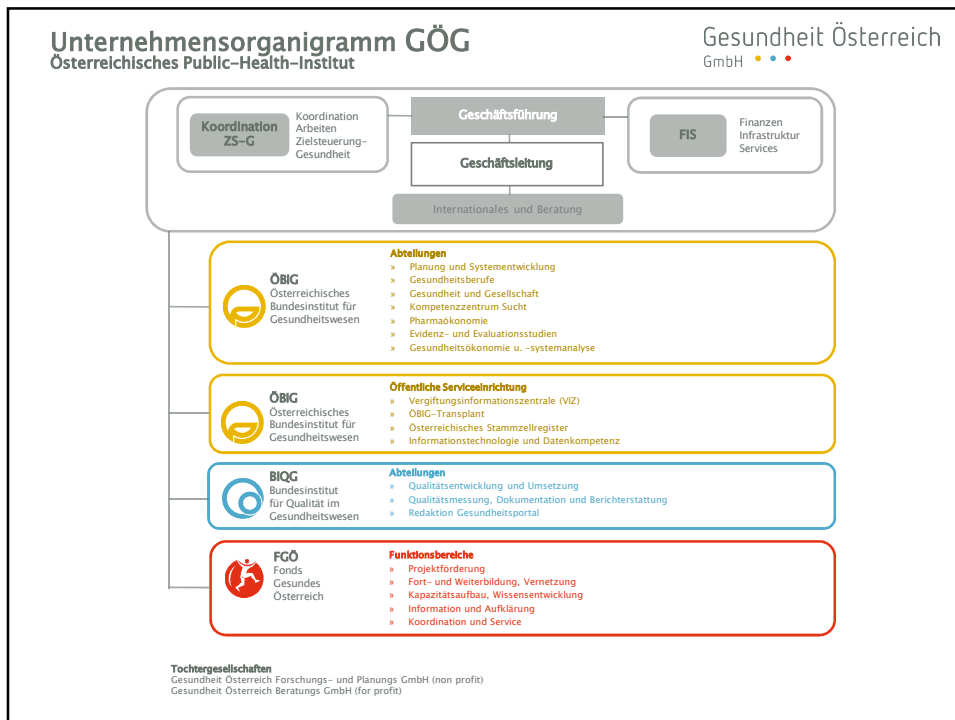 Unternehmensorganigramm GÖG
Österreichisches Public-Health-Institut
Gesundheit Österreich
GmbH
Koordination
ZS-G
Koordination
Arbeiten
Zielsteuerung-
Gesundheit
Geschäftsführung
Geschäftsleitung
Internationales und Beratung
FIS
Finanzen
Infrastruktur
Services
ÖBIG
Österreichisches
Bundesinstitut für
Gesundheitswesen
Abteilungen
» Planung und Systementwicklung
» Gesundheitsberufe
» Gesundheit und Gesellschaft
» Kompetenzzentrum Sucht
» Pharmaökonomie
» Evidenz- und Evaluationsstudien
» Gesundheitsökonomie u. -systemanalyse
ÖBIG
Österreichisches
Bundesinstitut für
Gesundheitswesen
Öffentliche Serviceeinrichtung
» Vergiftungsinformationszentrale (VIZ)
» ÖBIG-Transplant
» Österreichisches Stammzellregister
» Informationstechnologie und Datenkompetenz
BIQG
Bundesinstitut
für Qualität im
Gesundheitswesen
Abteilungen
» Qualitätsentwicklung und Umsetzung
» Qualitätsmessung, Dokumentation und Berichterstattung
» Redaktion Gesundheitsportal
FGÖ
Fonds
Gesundes
Österreich
Funktionsbereiche
» Projektförderung
» Fort- und Weiterbildung, Vernetzung
» Kapazitätsaufbau, Wissensentwicklung
» Information und Aufklärung
» Koordination und Service
Tochtergesellschaften
Gesundheit Österreich Forschungs- und Planungs GmbH (non profit)
Gesundheit Österreich Beratungs GmbH (for profit)